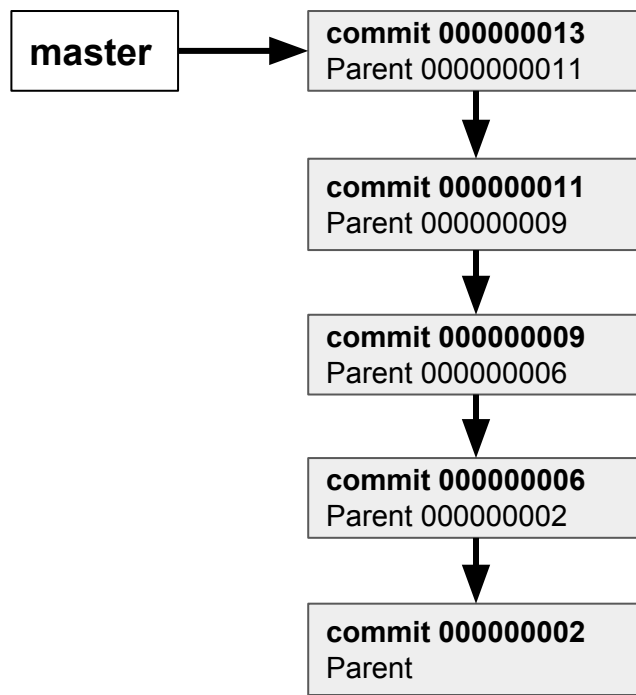 master
commit 000000013
Parent 0000000011
commit 000000011
Parent 000000009
commit 000000009
Parent 000000006
commit 000000006
Parent 000000002
commit 000000002
Parent